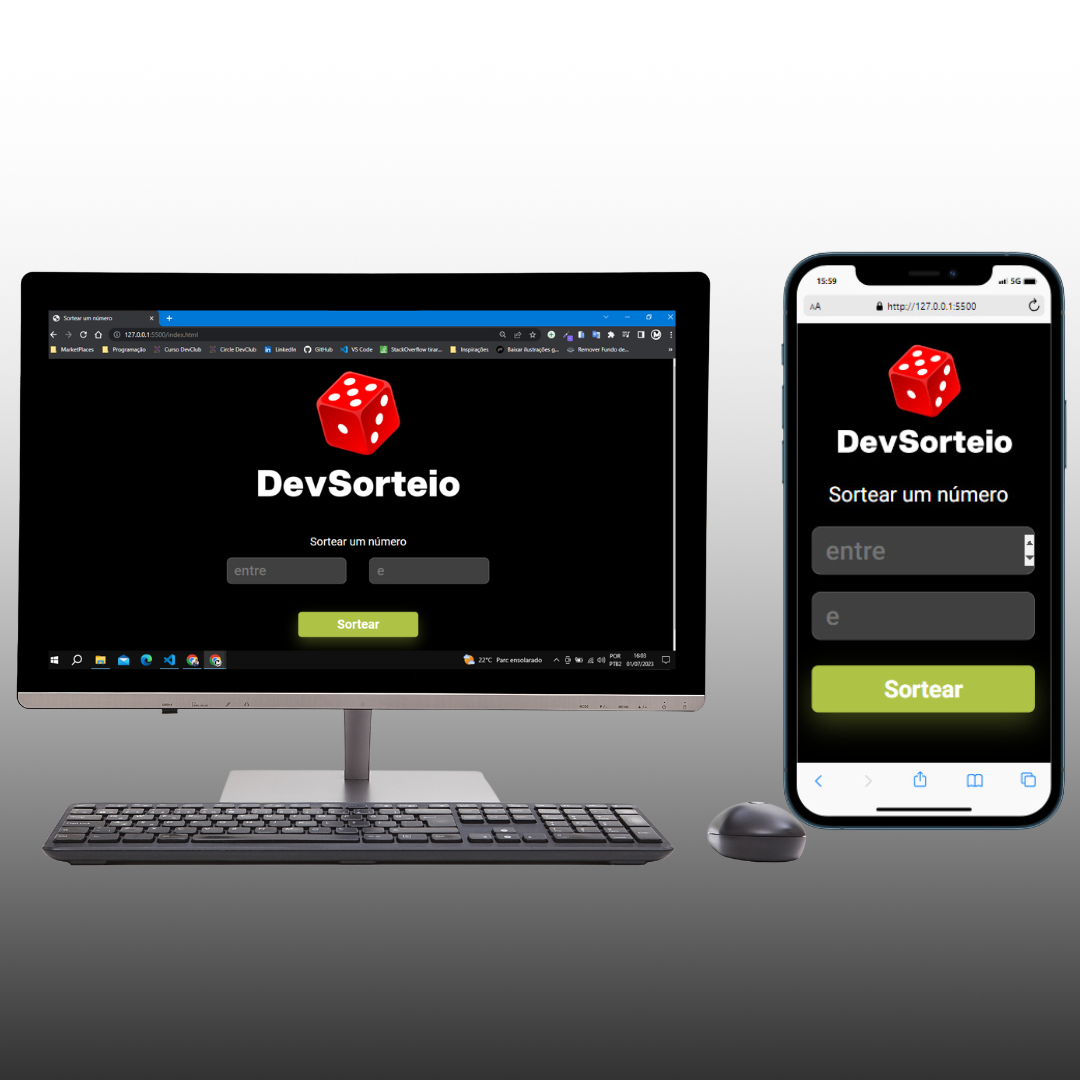 Sortear um número
127.0.0.1:5500/index.html
MarketPlaces Programação Curso DevClub Circle DevClub LinkedIn GitHub VS Code StackOverflow tirar... Inspirações Baixar ilustrações g... Remover Fundo de... »
DevSorteio
Sortear um número
entre e
Sortear
22°C Parc ensolarado POR 16:03
PTB2 01/07/2023
15:59 5G
AA http://127.0.0.1:5500
DevSorteio
Sortear um número
entre
e
Sortear